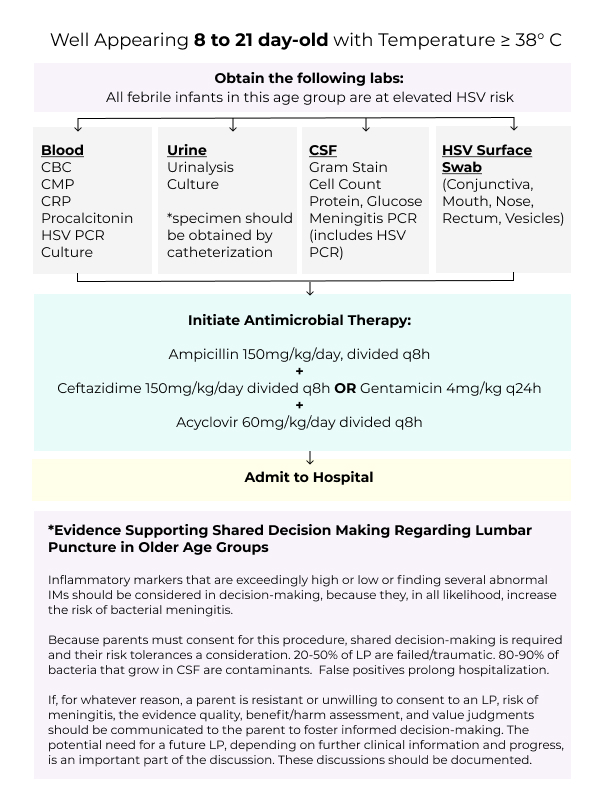 Well Appearing 8 to 21 day-old with Temperature ≥ 38° C
Obtain the following labs:
All febrile infants in this age group are at elevated HSV risk
Blood
CBC
CMP
CRP
Procalcitonin
HSV PCR
Culture
Urine
Urinalysis
Culture
*specimen should
be obtained by
catheterization
CSF
Gram Stain
Cell Count
Protein, Glucose
Meningitis PCR
(includes HSV
PCR)
HSV Surface
Swab
(Conjunctiva,
Mouth, Nose,
Rectum, Vesicles)
Initiate Antimicrobial Therapy:
Ampicillin 150mg/kg/day, divided q8h
+
Ceftazidime 150mg/kg/day divided q8h OR Gentamicin 4mg/kg q24h
+
Acyclovir 60mg/kg/day divided q8h
Admit to Hospital
*Evidence Supporting Shared Decision Making Regarding Lumbar
Puncture in Older Age Groups
Inflammatory markers that are exceedingly high or low or finding several abnormal
IMs should be considered in decision-making, because they, in all likelihood, increase
the risk of bacterial meningitis.
Because parents must consent for this procedure, shared decision-making is required
and their risk tolerances a consideration. 20-50% of LP are failed/traumatic. 80-90% of
bacteria that grow in CSF are contaminants. False positives prolong hospitalization.
If, for whatever reason, a parent is resistant or unwilling to consent to an LP, risk of
meningitis, the evidence quality, benefit/harm assessment, and value judgments
should be communicated to the parent to foster informed decision-making. The
potential need for a future LP, depending on further clinical information and progress,
is an important part of the discussion. These discussions should be documented.